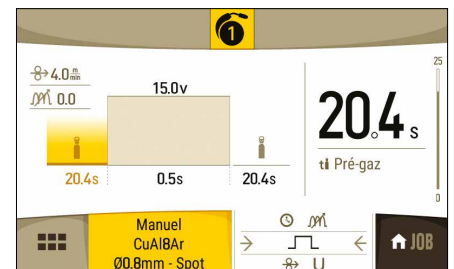 1
4.0 m/min
0.0
15.0v
20.4s
0.5s
20.4s
25
20.4 s
ti Pré-gaz
0
Manuel
CuAl8Ar
Ø0.8mm - Spot
U
JOB